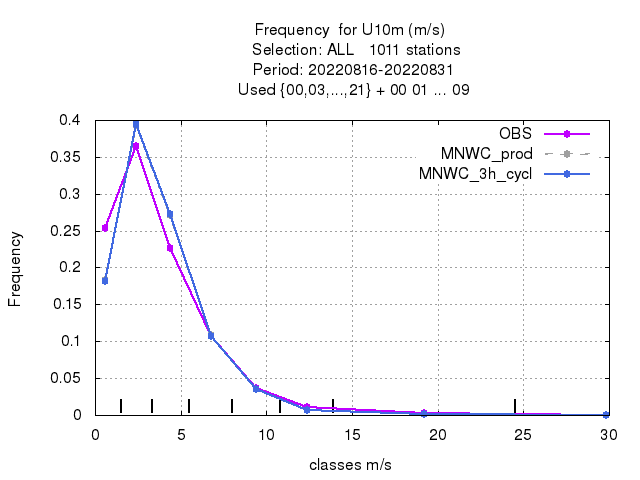 Frequency  for U10m (m/s)
Selection: ALL   1011 stations
Period: 20220816-20220831
Used {00,03,...,21} + 00 01 ... 09
OBS
MNWC_prod
MNWC_3h_cycl
0.4
0.35
0.3
0.25
0.2
0.15
0.1
0.05
0
Frequency
0 5 10 15 20 25 30
classes m/s